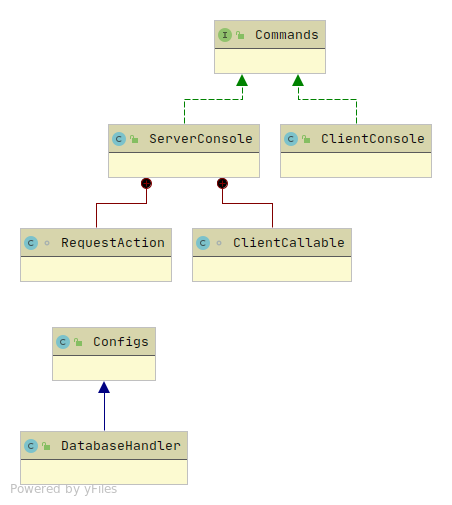 I Commands
C ServerConsole
C ClientConsole
C RequestAction
C ClientCallable
C Configs
C DatabaseHandler
Powered by yFiles